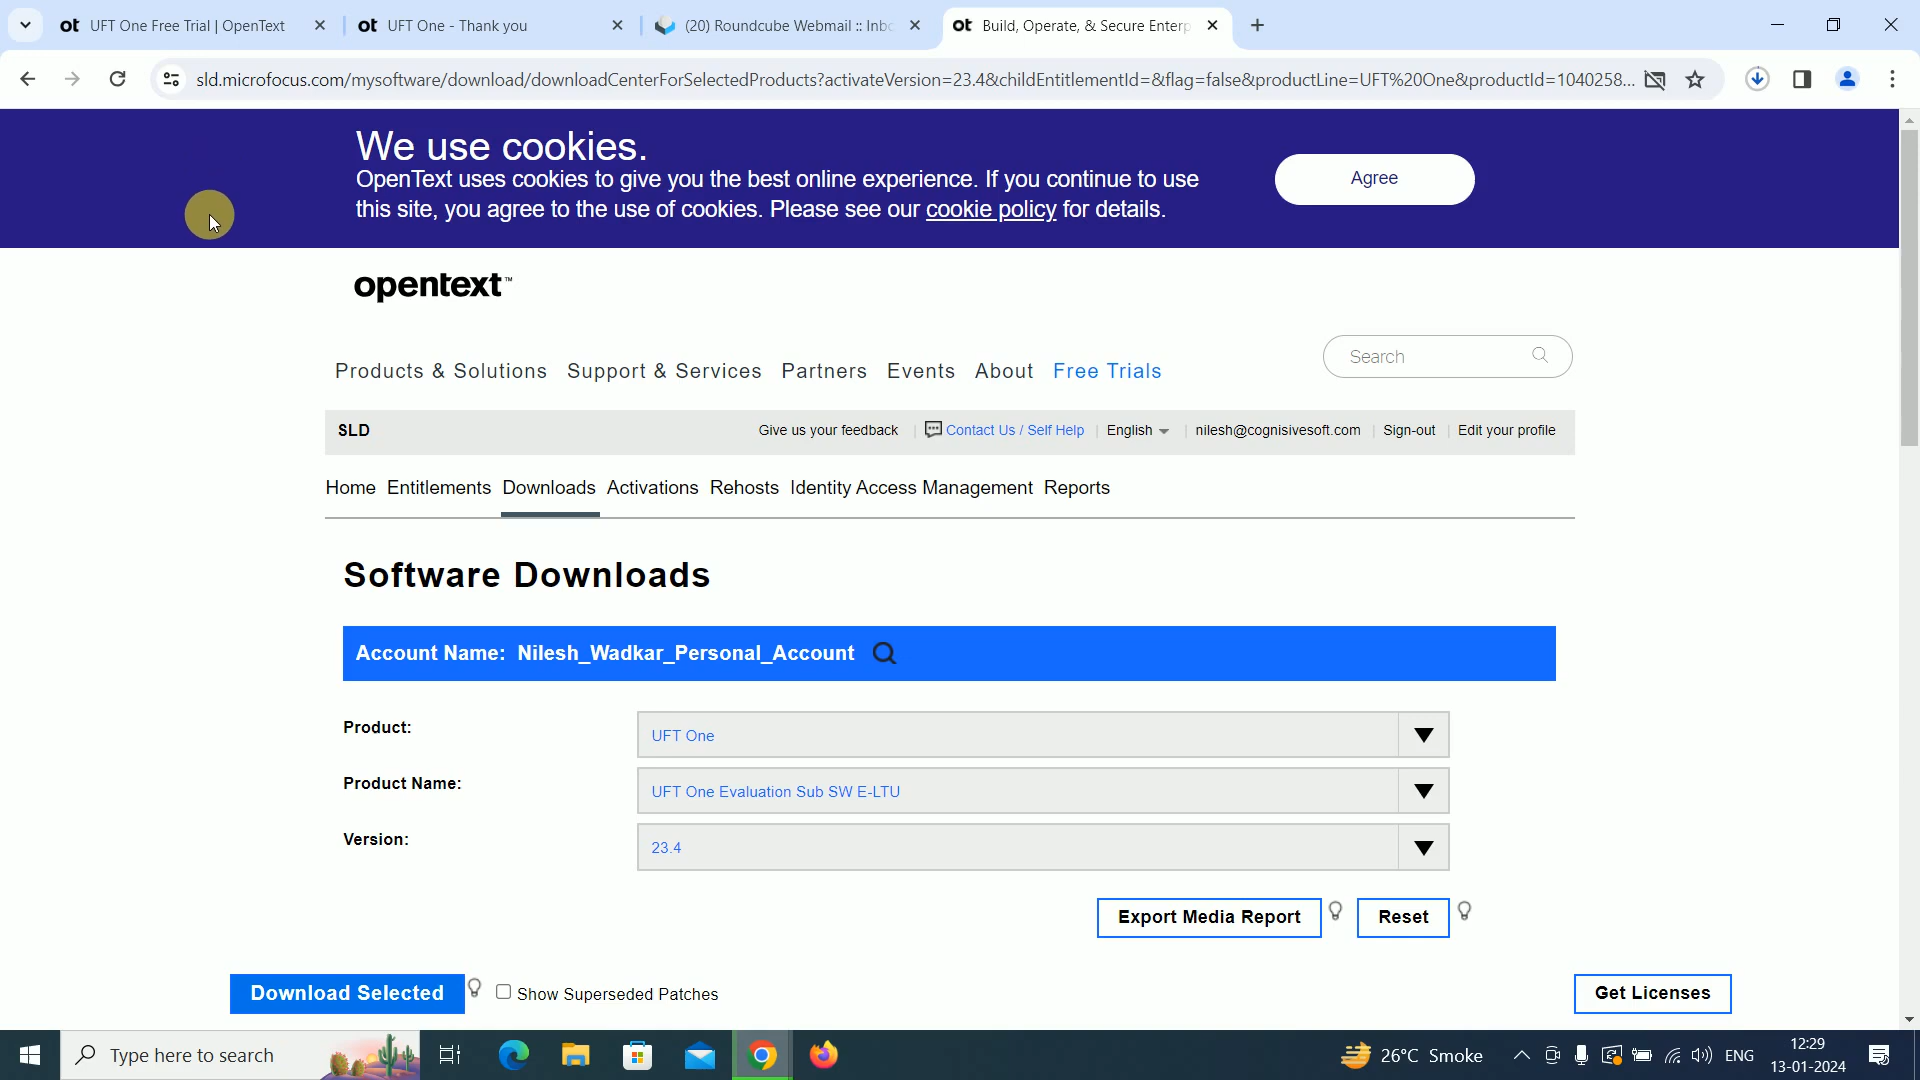 UFT One Free Trial | OpenText
UFT One - Thank you
(20) Roundcube Webmail :: Inbo
Build, Operate, & Secure Enterp
sld.microfocus.com/mysoftware/download/downloadCenterForSelectedProducts?activateVersion=23.4&childEntitlementId=&flag=false&productLine=UFT%20One&productId=1040258...
We use cookies.
OpenText uses cookies to give you the best online experience. If you continue to use
this site, you agree to the use of cookies. Please see our cookie policy for details.
Agree
opentext™
Search
Products & Solutions Support & Services Partners Events About Free Trials
SLD
Give us your feedback Contact Us / Self Help English nilesh@cognisivesoft.com Sign-out Edit your profile
Home Entitlements Downloads Activations Rehosts Identity Access Management Reports
Software Downloads
Account Name: Nilesh_Wadkar_Personal_Account
Product:
UFT One
Product Name:
UFT One Evaluation Sub SW E-LTU
Version:
23.4
Export Media Report
Reset
Download Selected
Show Superseded Patches
Get Licenses
Type here to search
26°C Smoke
ENG
12:29
13-01-2024